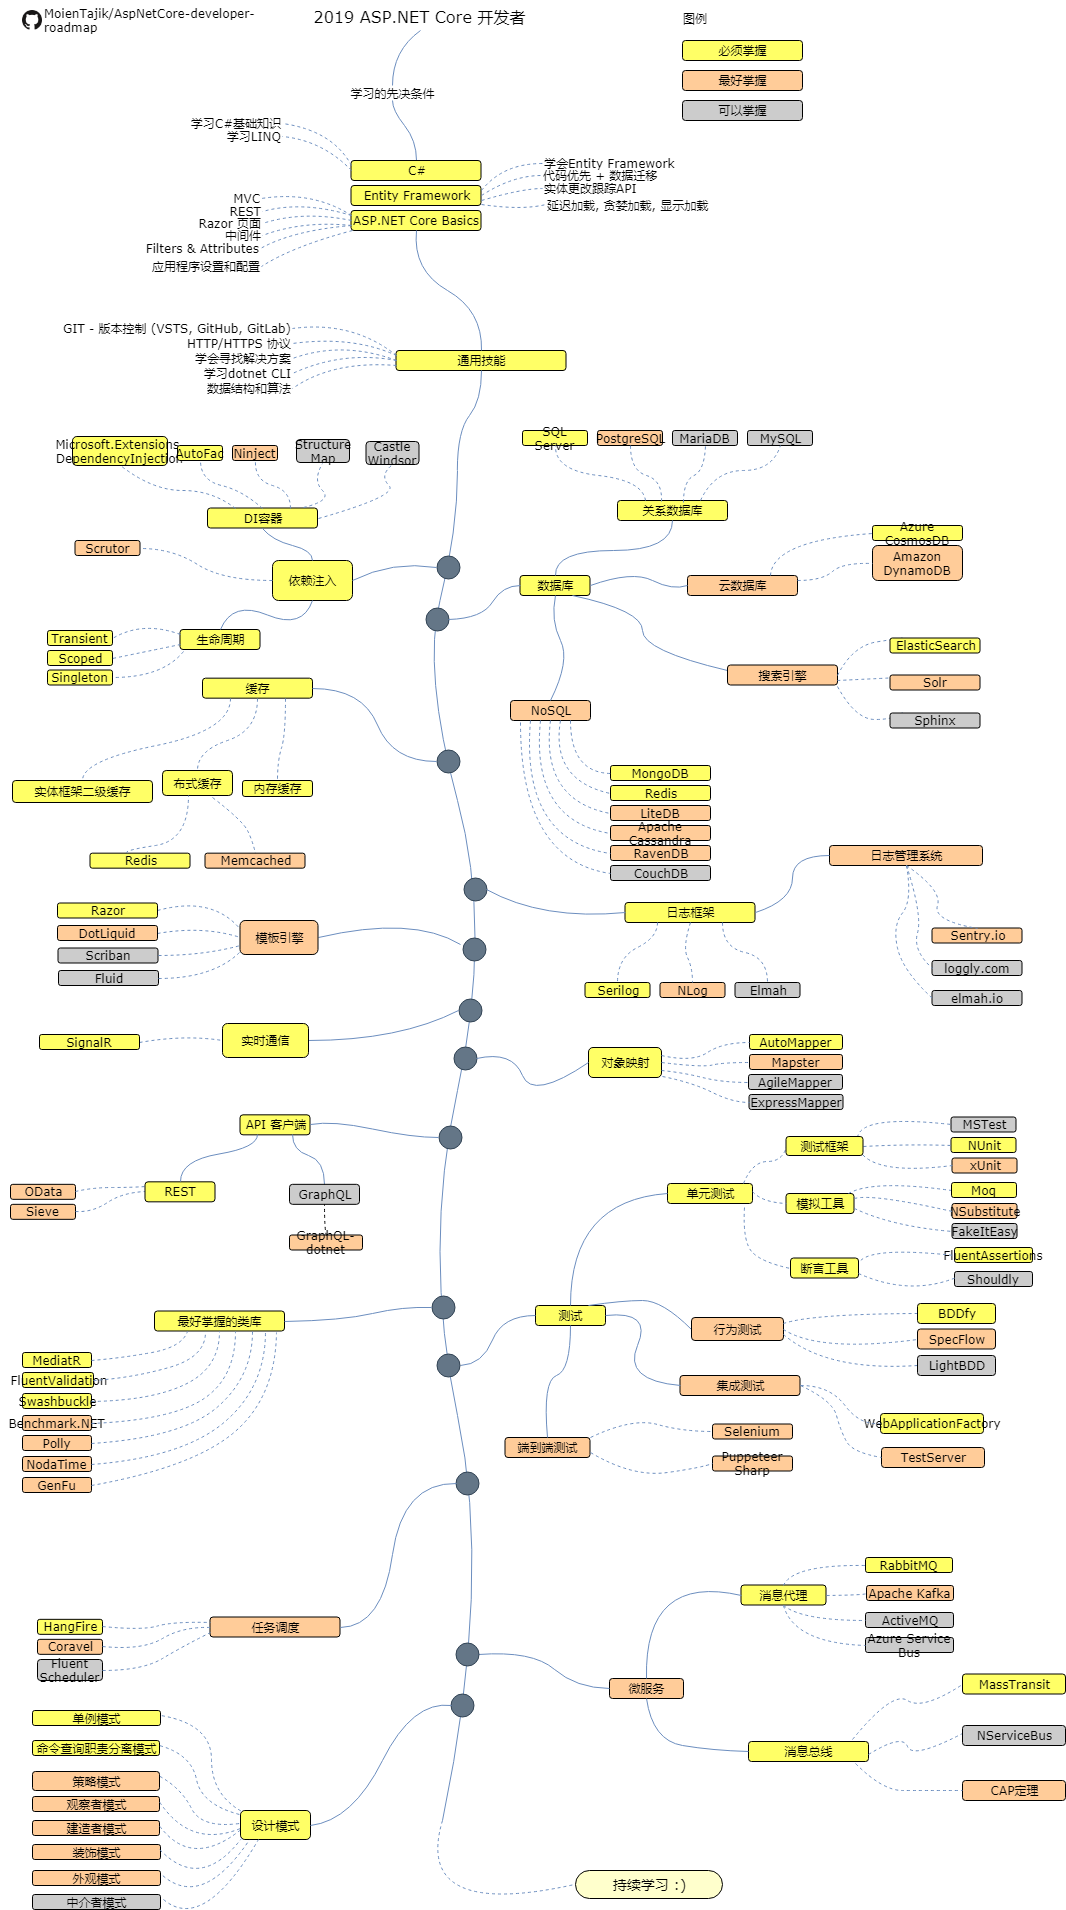 MoienTajik/AspNetCore-developer-
roadmap
2019 ASP.NET Core 开发者
图例
必须掌握
最好掌握
可以掌握
学习的先决条件
学习C#基础知识
学习LINQ
C#
Entity Framework
ASP.NET Core Basics
学会Entity Framework
代码优先 + 数据迁移
实体更改跟踪API
延迟加载, 贪婪加载, 显示加载
MVC
REST
Razor 页面
中间件
Filters & Attributes
应用程序设置和配置
GIT - 版本控制 (VSTS, GitHub, GitLab)
HTTP/HTTPS 协议
学会寻找解决方案
学习dotnet CLI
数据结构和算法
通用技能
Microsoft.Extensions
DependencyInjection
AutoFac
Ninject
Structure
Map
Castle
Windsor
DI容器
Scrutor
依赖注入
生命周期
Transient
Scoped
Singleton
SQL
Server
PostgreSQL
MariaDB
MySQL
关系数据库
数据库
云数据库
Azure
CosmosDB
Amazon
DynamoDB
搜索引擎
ElasticSearch
Solr
Sphinx
NoSQL
MongoDB
Redis
LiteDB
Apache
Cassandra
RavenDB
CouchDB
缓存
实体框架二级缓存
布式缓存
内存缓存
Redis
Memcached
日志框架
日志管理系统
Serilog
NLog
Elmah
Sentry.io
loggly.com
elmah.io
模板引擎
Razor
DotLiquid
Scriban
Fluid
实时通信
SignalR
对象映射
AutoMapper
Mapster
AgileMapper
ExpressMapper
API 客户端
REST
OData
Sieve
GraphQL
GraphQL-
dotnet
测试
单元测试
测试框架
MSTest
NUnit
xUnit
模拟工具
Moq
NSubstitute
FakeItEasy
断言工具
FluentAssertions
Shouldly
行为测试
BDDfy
SpecFlow
LightBDD
集成测试
WebApplicationFactory
TestServer
端到端测试
Selenium
Puppeteer
Sharp
最好掌握的类库
MediatR
FluentValidation
Swashbuckle
Benchmark.NET
Polly
NodaTime
GenFu
任务调度
HangFire
Coravel
Fluent
Scheduler
微服务
消息代理
RabbitMQ
Apache Kafka
ActiveMQ
Azure Service
Bus
消息总线
MassTransit
NServiceBus
CAP定理
设计模式
单例模式
命令查询职责分离模式
策略模式
观察者模式
建造者模式
装饰模式
外观模式
中介者模式
持续学习 :)